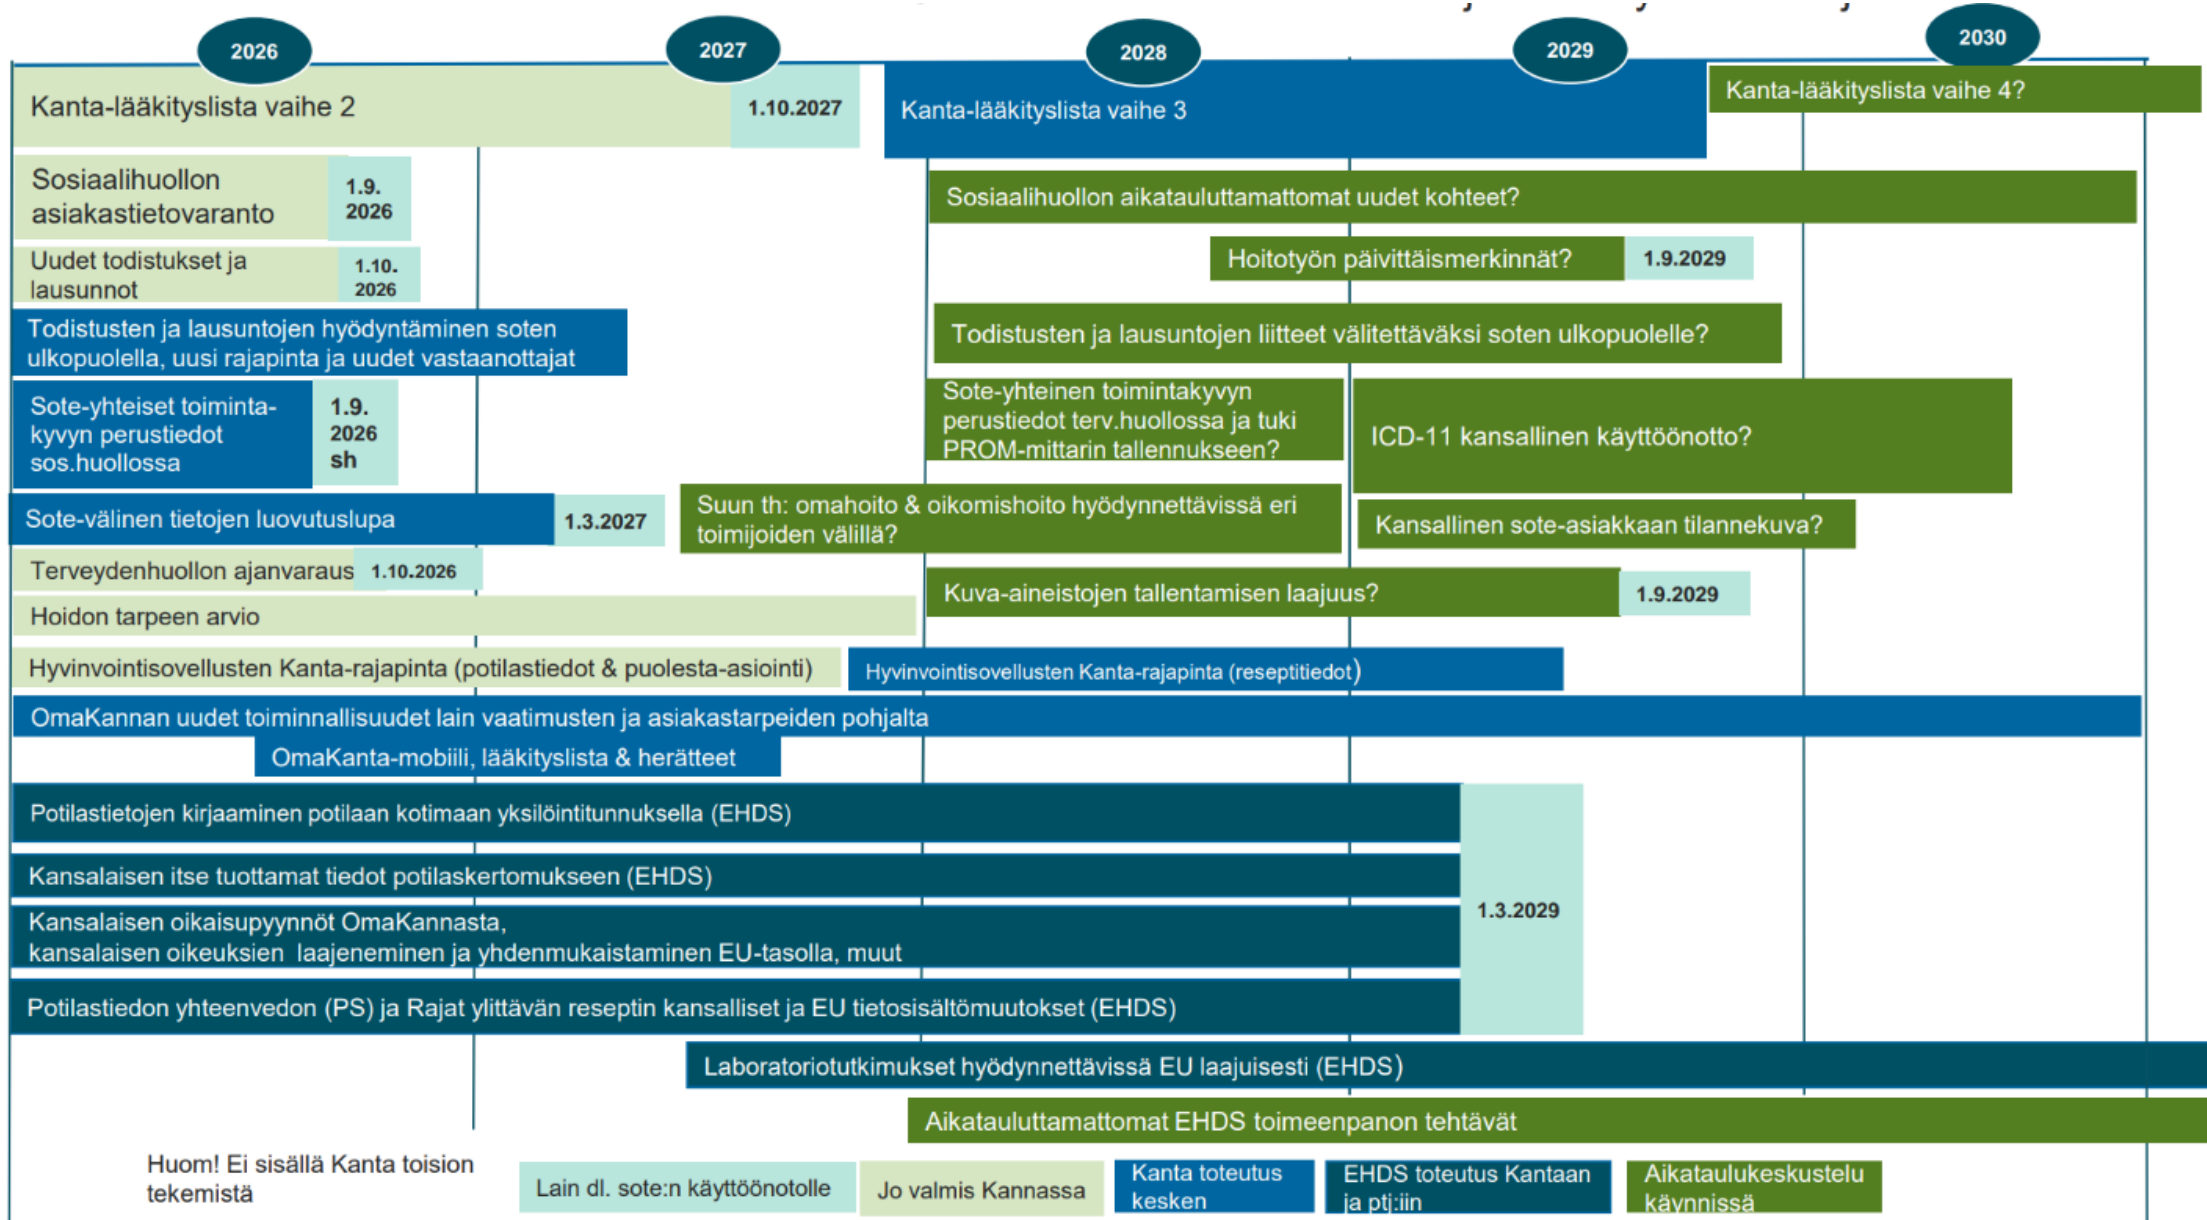 2026
2027
2028
2029
2030
Kanta-lääkityslista vaihe 2
1.10.2027
Kanta-lääkityslista vaihe 3
Kanta-lääkityslista vaihe 4?
Sosiaalihuollon
asiakastietovaranto
1.9.
2026
Sosiaalihuollon aikatauluttamattomat uudet kohteet?
Uudet todistukset ja
lausunnot
1.10.
2026
Hoitotyön päivittäismerkinnät?
1.9.2029
Todistusten ja lausuntojen hyödyntäminen soten
ulkopuolella, uusi rajapinta ja uudet vastaanottajat
Todistusten ja lausuntojen liitteet välitettäväksi soten ulkopuolelle?
Sote-yhteiset toiminta-
kyvyn perustiedot
sos.huollossa
1.9.
2026
sh
Sote-yhteinen toimintakyvyn
perustiedot terv.huollossa ja tuki
PROM-mittarin tallennukseen?
ICD-11 kansallinen käyttöönotto?
Sote-välinen tietojen luovutuslupa
1.3.2027
Suun th: omahoito & oikomishoito hyödynnettävissä eri
toimijoiden välillä?
Kansallinen sote-asiakkaan tilannekuva?
Terveydenhuollon ajanvaraus
1.10.2026
Kuva-aineistojen tallentamisen laajuus?
1.9.2029
Hoidon tarpeen arvio
Hyvinvointisovellusten Kanta-rajapinta (potilastiedot & puolesta-asiointi)
Hyvinvointisovellusten Kanta-rajapinta (reseptitiedot)
OmaKannan uudet toiminnallisuudet lain vaatimusten ja asiakastarpeiden pohjalta
OmaKanta-mobiili, lääkityslista & herätteet
Potilastietojen kirjaaminen potilaan kotimaan yksilöintitunnuksella (EHDS)
Kansalaisen itse tuottamat tiedot potilaskertomukseen (EHDS)
Kansalaisen oikaisupyynnöt OmaKannasta,
kansalaisen oikeuksien laajeneminen ja yhdenmukaistaminen EU-tasolla, muut
1.3.2029
Potilastiedon yhteenvedon (PS) ja Rajat ylittävän reseptin kansalliset ja EU tietosisältömuutokset (EHDS)
Laboratoriotutkimukset hyödynnettävissä EU laajuisesti (EHDS)
Aikatauluttamattomat EHDS toimeenpanon tehtävät
Huom! Ei sisällä Kanta toision
tekemistä
Lain dl. sote:n käyttöönotolle
Jo valmis Kannassa
Kanta toteutus
kesken
EHDS toteutus Kantaan
ja ptj:iin
Aikataulukeskustelu
käynnissä